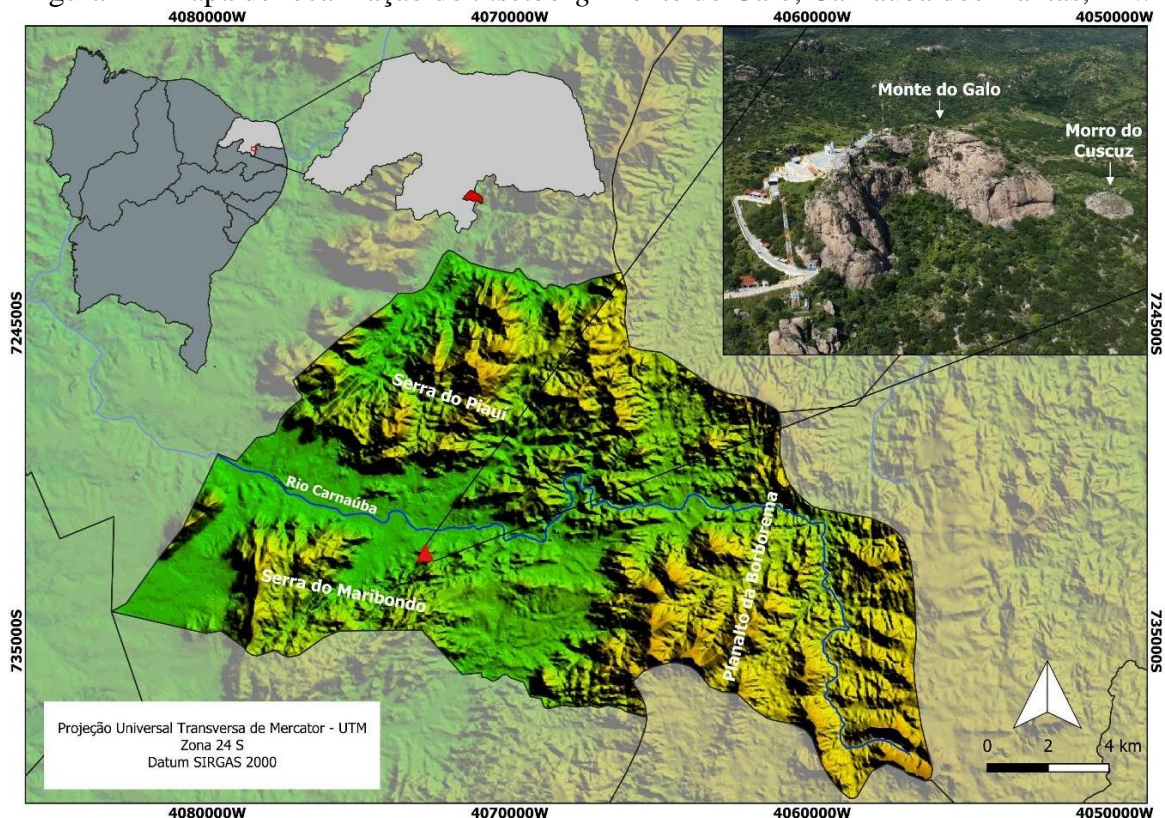 4080000W
4070000W
4060000W
4050000W
Monte do Galo
Morro do
Cuscuz
724500S
724500S
Serra do Piauí
Rio Carnaúba
Serra do Maribondo
Planalto da Borborema
735000S
735000S
Projeção Universal Transversa de Mercator - UTM
Zona 24 S
Datum SIRGAS 2000
0 2 4 km
4080000W
4070000W
4060000W
4050000W